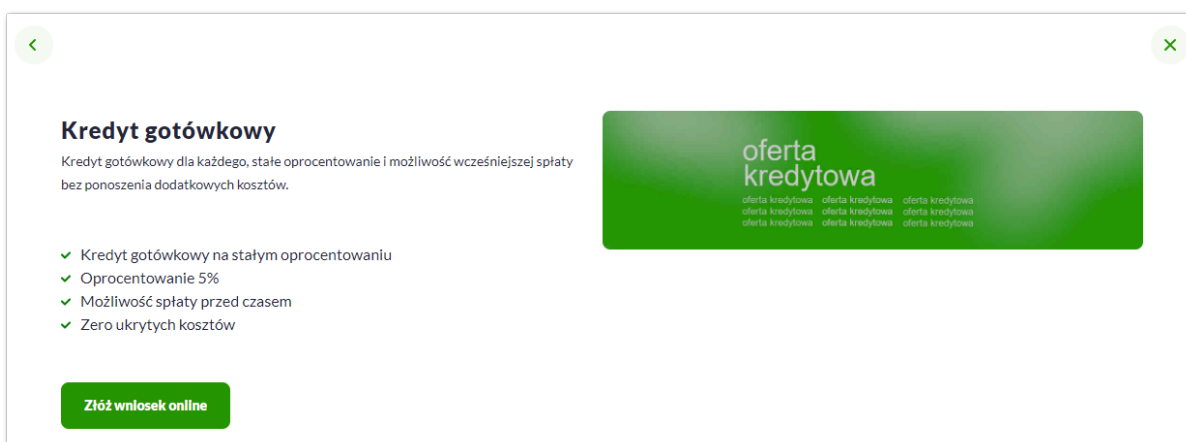 Kredyt gotówkowy
Kredyt gotówkowy dla każdego, stałe oprocentowanie i możliwość wcześniejszej spłaty
bez ponoszenia dodatkowych kosztów.
Kredyt gotówkowy na stałym oprocentowaniu
Oprocentowanie 5%
Możliwość spłaty przed czasem
Zero ukrytych kosztów
Złóż wniosek online
oferta
kredytowa
oferta kredytowa oferta kredytowa oferta kredytowa
oferta kredytowa oferta kredytowa oferta kredytowa
oferta kredytowa oferta kredytowa oferta kredytowa